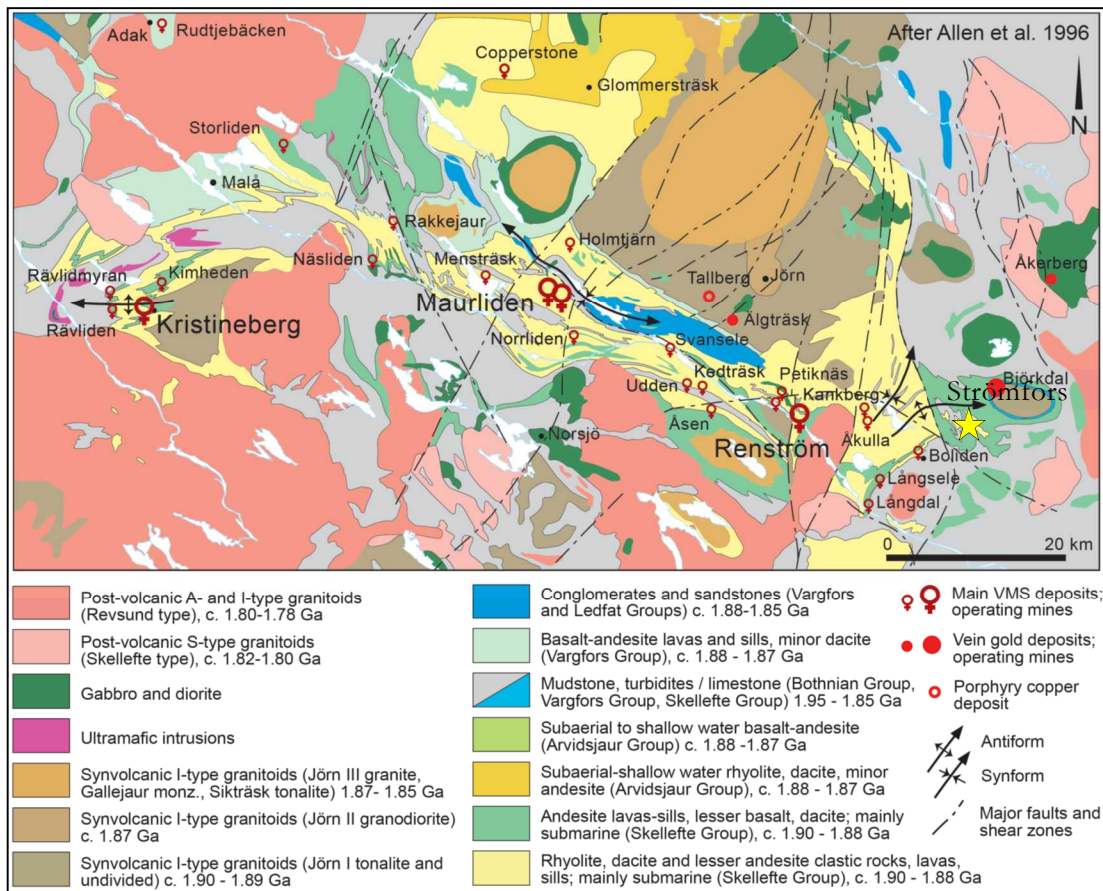 After Allen et al. 1996
Adak
Rudtjebäcken
Copperstone
Glommersträsk
N
Storliden
Malå
Rakkejaur
Holmtjärn
Rävlidmyran
Kimheden
Näsliden
Mensträsk
Tallberg
Jörn
Åkerberg
Maurliden
Älgträsk
Rävliden
Kristineberg
Norrliden
Svansele
Udden
Kedträsk
Petiknäs
Björkdal
Strömfors
Kankberg
Åsen
Renström
Åkulla
Norsjö
Boliden
Långsele
Långdal
0 20 km
Post-volcanic A- and I-type granitoids
(Revsund type), c. 1.80-1.78 Ga
Post-volcanic S-type granitoids
(Skellefte type), c. 1.82-1.80 Ga
Gabbro and diorite
Ultramafic intrusions
Synvolcanic I-type granitoids (Jörn III granite,
Gallejaur monz., Sikträsk tonalite) 1.87- 1.85 Ga
Synvolcanic I-type granitoids (Jörn II granodiorite)
c. 1.87 Ga
Synvolcanic I-type granitoids (Jörn I tonalite and
undivided) c. 1.90 - 1.89 Ga
Conglomerates and sandstones (Vargfors
and Ledfat Groups) c. 1.88-1.85 Ga
Basalt-andesite lavas and sills, minor dacite
(Vargfors Group), c. 1.88 - 1.87 Ga
Mudstone, turbidites / limestone (Bothnian Group,
Vargfors Group, Skellefte Group) 1.95 - 1.85 Ga
Subaerial to shallow water basalt-andesite
(Arvidsjaur Group) c. 1.88 -1.87 Ga
Subaerial-shallow water rhyolite, dacite, minor
andesite (Arvidsjaur Group), c. 1.88 - 1.87 Ga
Andesite lavas-sills, lesser basalt, dacite; mainly
submarine (Skellefte Group), c. 1.90 - 1.88 Ga
Rhyolite, dacite and lesser andesite clastic rocks, lavas,
sills; mainly submarine (Skellefte Group), c. 1.90 - 1.88 Ga
Main VMS deposits;
operating mines
Vein gold deposits;
operating mines
Porphyry copper
deposit
Antiform
Synform
Major faults and
shear zones